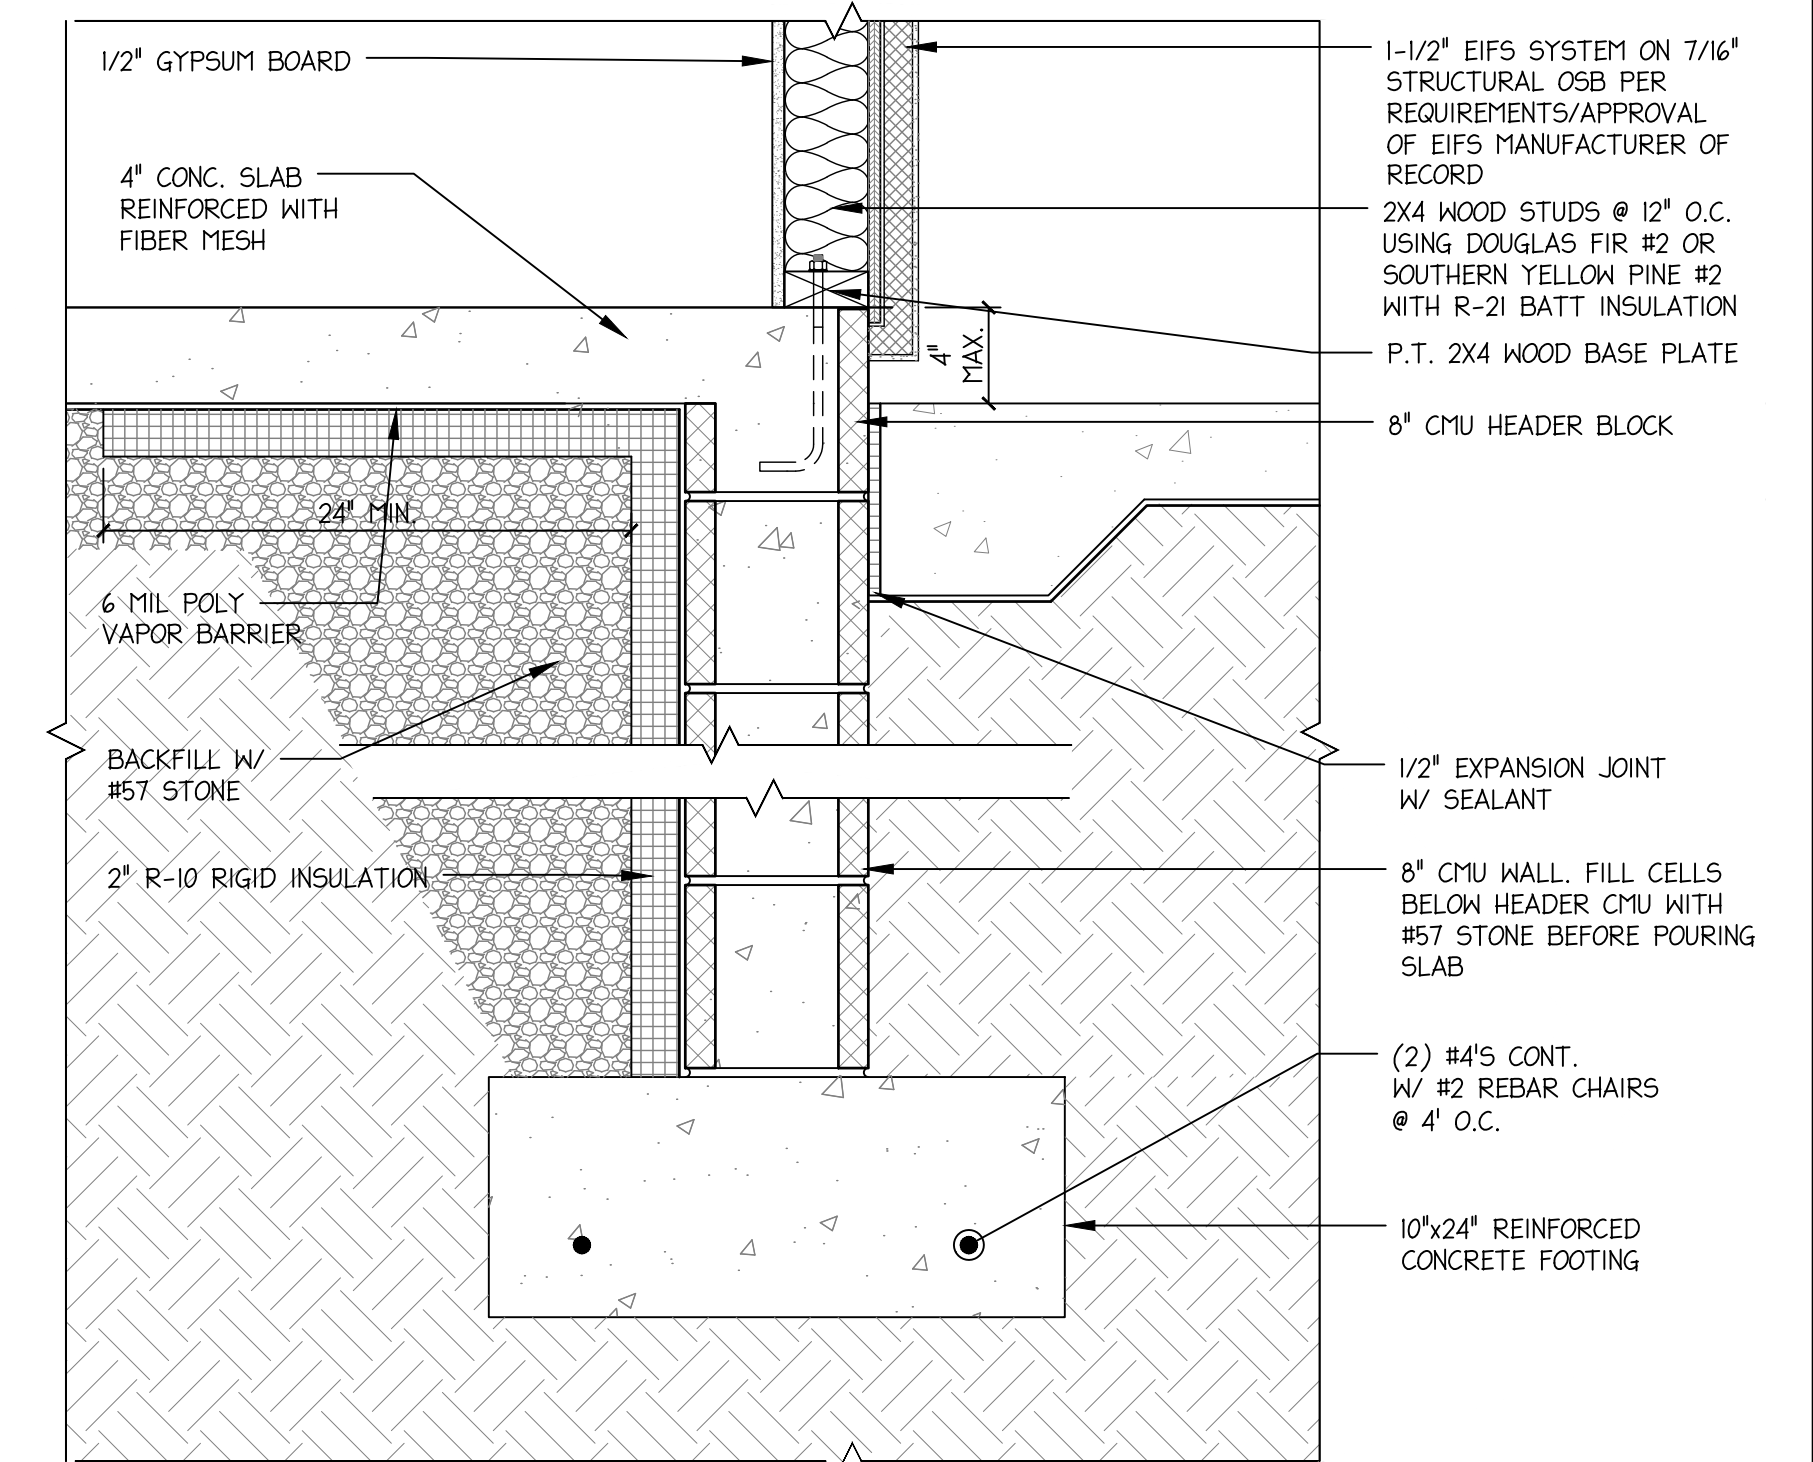 1/2" GYPSUM BOARD
4" CONC. SLAB
REINFORCED WITH
FIBER MESH
24" MIN.
6 MIL POLY
VAPOR BARRIER
BACKFILL W/
#57 STONE
2" R-10 RIGID INSULATION
4"
MAX.
1-1/2" EIFS SYSTEM ON 7/16"
STRUCTURAL OSB PER
REQUIREMENTS/APPROVAL
OF EIFS MANUFACTURER OF
RECORD
2X4 WOOD STUDS @ 12" O.C.
USING DOUGLAS FIR #2 OR
SOUTHERN YELLOW PINE #2
WITH R-21 BATT INSULATION
P.T. 2X4 WOOD BASE PLATE
8" CMU HEADER BLOCK
1/2" EXPANSION JOINT
W/ SEALANT
8" CMU WALL. FILL CELLS
BELOW HEADER CMU WITH
#57 STONE BEFORE POURING
SLAB
(2) #4'S CONT.
W/ #2 REBAR CHAIRS
@ 4' O.C.
10"x24" REINFORCED
CONCRETE FOOTING